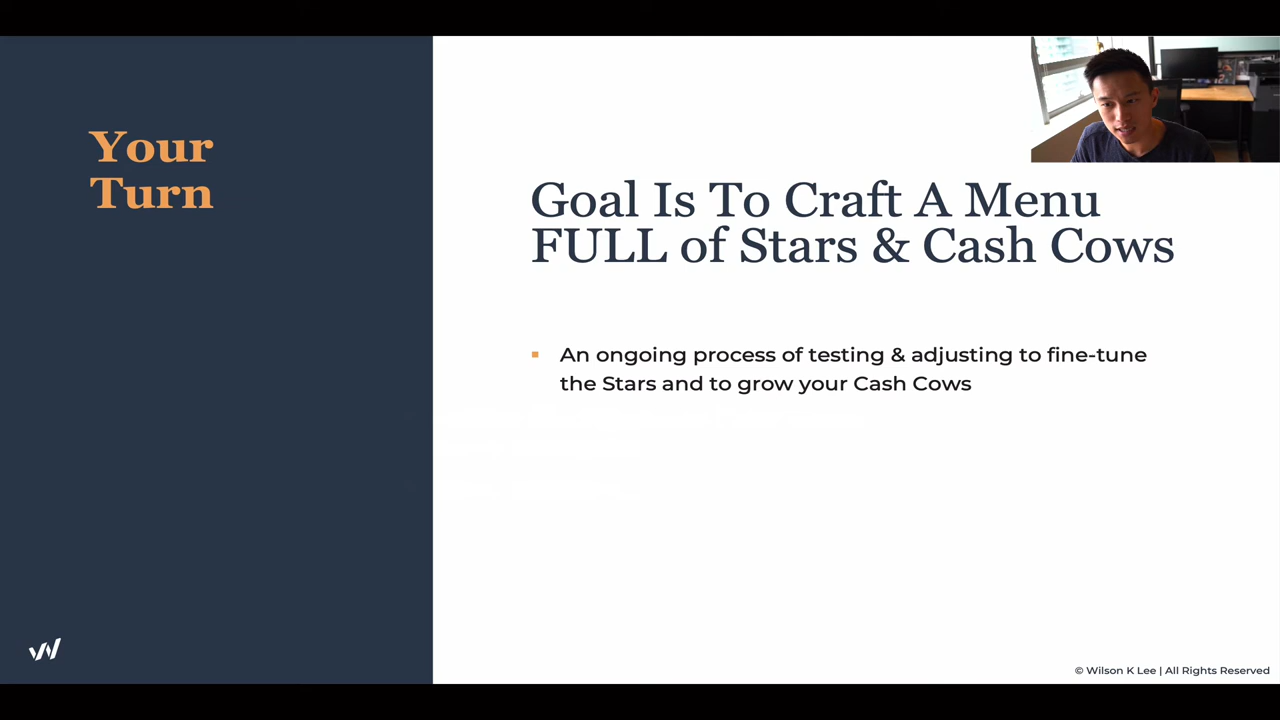 Your
Turn
Goal Is To Craft A Menu
FULL of Stars & Cash Cows
An ongoing process of testing & adjusting to fine-tune
the Stars and to grow your Cash Cows
© Wilson K Lee | All Rights Reserved